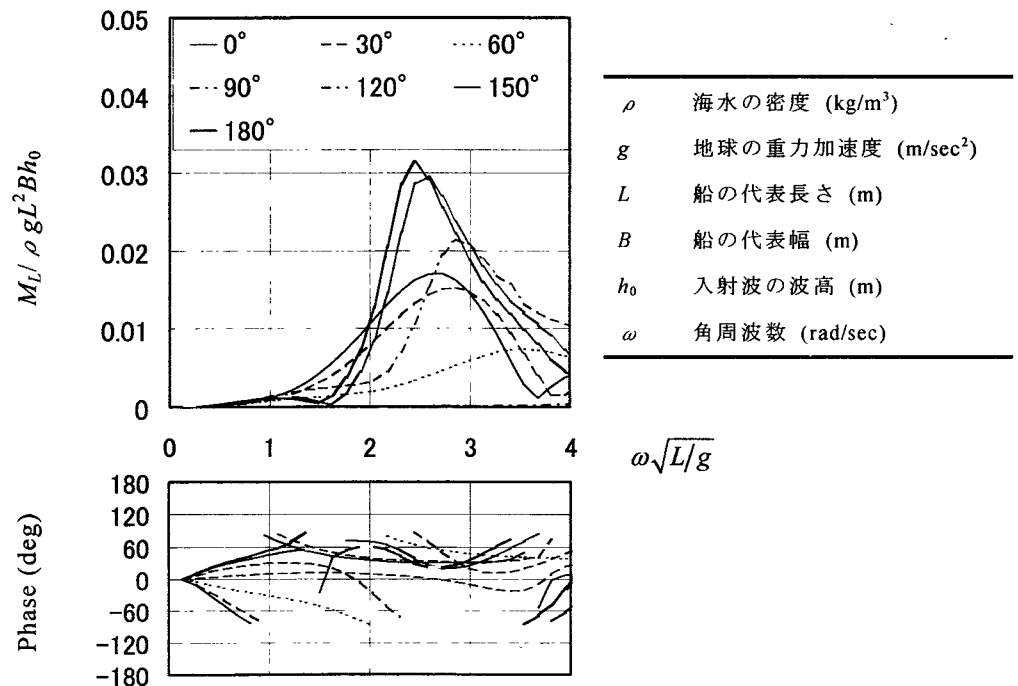 0.05
0.04
0.03
0.02
0.01
0
M_L / ρ gL²Bh₀
0° 30° 60°
90° 120° 150°
180°
0 1 2 3 4
ω√L/g
180
120
60
0
−60
−120
−180
Phase (deg)
ρ 海水の密度 (kg/m³)
g 地球の重力加速度 (m/sec²)
L 船の代表長さ (m)
B 船の代表幅 (m)
h₀ 入射波の波高 (m)
ω 角周波数 (rad/sec)